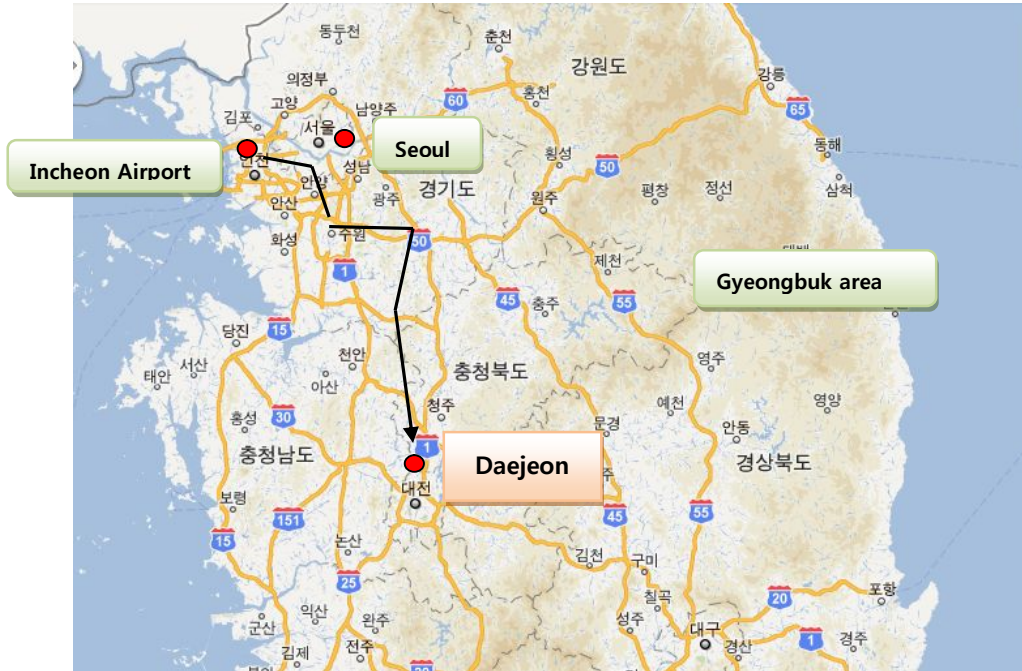 동두천
춘천
강원도
강릉
의정부
60
홍천
65
고양
남양주
김포
서울
동해
Seoul
인천
Incheon Airport
성남
횡성
50
안양
경기도
삼척
광주
평창
정선
원주
안산
수원
화성
50
제천
1
Gyeongbuk area
45
충주
55
15
당진
천안
영주
서산
태안
아산
충청북도
예천
영양
홍성
30
청주
문경
안동
1
충청남도
Daejeon
경상북도
대전
보령
151
45
55
15
논산
김천
구미
25
20
포항
칠곡
익산
완주
성주
대구
군산
경산
1
경주
김제
전주